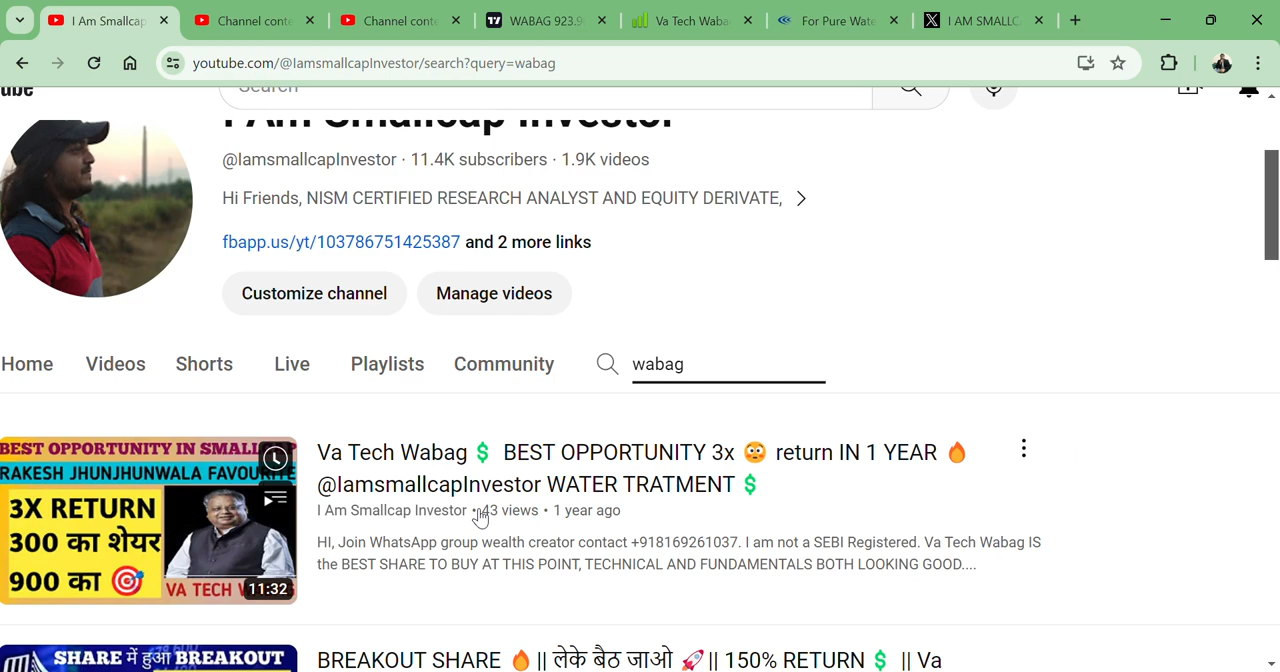 I Am Smallcap
Channel conte
Channel conte
WABAG 923.9
Va Tech Waba
For Pure Wate
I AM SMALLC
youtube.com/@IamsmallcapInvestor/search?query=wabag
Search
I Am Smallcap Investor
@IamsmallcapInvestor · 11.4K subscribers · 1.9K videos
Hi Friends, NISM CERTIFIED RESEARCH ANALYST AND EQUITY DERIVATE,
fbapp.us/yt/103786751425387 and 2 more links
Customize channel
Manage videos
Home
Videos
Shorts
Live
Playlists
Community
wabag
BEST OPPORTUNITY IN SMALLCAP
RAKESH JHUNJHUNWALA FAVOURITE
3X RETURN
300 का शेयर
900 का 🎯
VA TECH W
11:32
Va Tech Wabag 💲 BEST OPPORTUNITY 3x 😳 return IN 1 YEAR 🔥
@IamsmallcapInvestor WATER TRATMENT 💲
I Am Smallcap Investor • 43 views • 1 year ago
HI, Join WhatsApp group wealth creator contact +918169261037. I am not a SEBI Registered. Va Tech Wabag IS
the BEST SHARE TO BUY AT THIS POINT, TECHNICAL AND FUNDAMENTALS BOTH LOOKING GOOD....
SHARE में हुआ BREAKOUT
BREAKOUT SHARE 🔥 || लेके बैठ जाओ 🚀 || 150% RETURN 💲 || Va